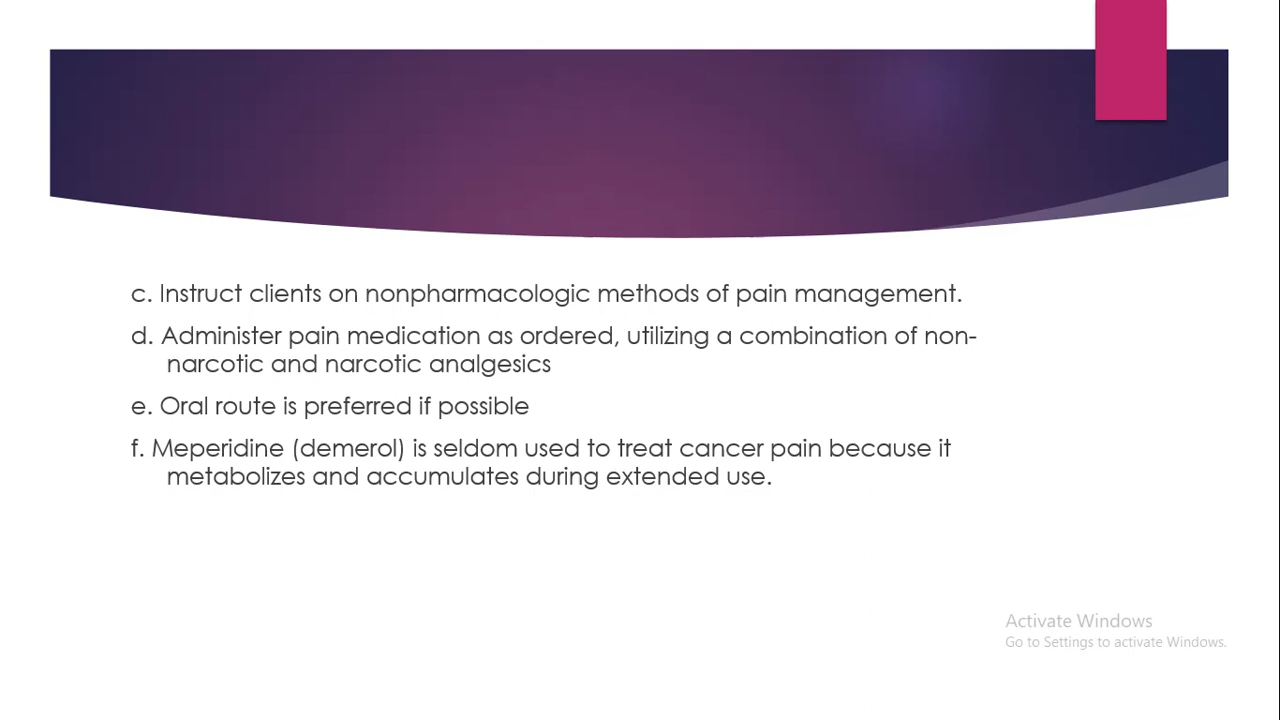 c. Instruct clients on nonpharmacologic methods of pain management.
d. Administer pain medication as ordered, utilizing a combination of non-
narcotic and narcotic analgesics
e. Oral route is preferred if possible
f. Meperidine (demerol) is seldom used to treat cancer pain because it
metabolizes and accumulates during extended use.
Activate Windows
Go to Settings to activate Windows.